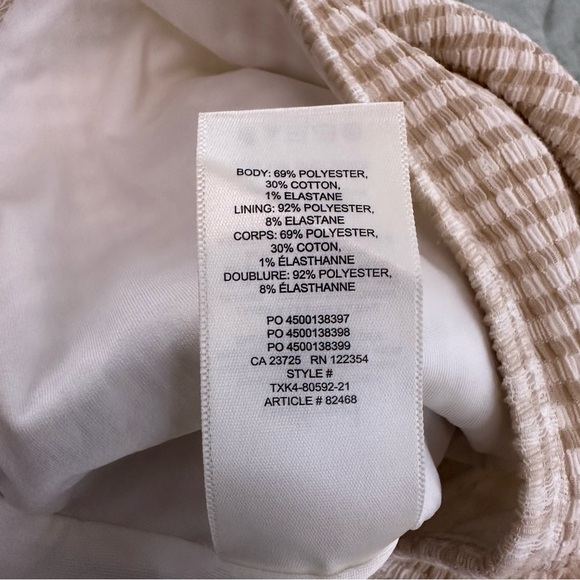 BODY: 69% POLYESTER,
30% COTTON,
1% ELASTANE
LINING: 92% POLYESTER,
8% ELASTANE
CORPS: 69% POLYESTER,
30% COTON,
1% ÉLASTHANNE
DOUBLURE: 92% POLYESTER,
8% ÉLASTHANNE
PO 4500138397
PO 4500138398
PO 4500138399
CA 23725 RN 122354
STYLE #
TXK4-80592-21
ARTICLE # 82468